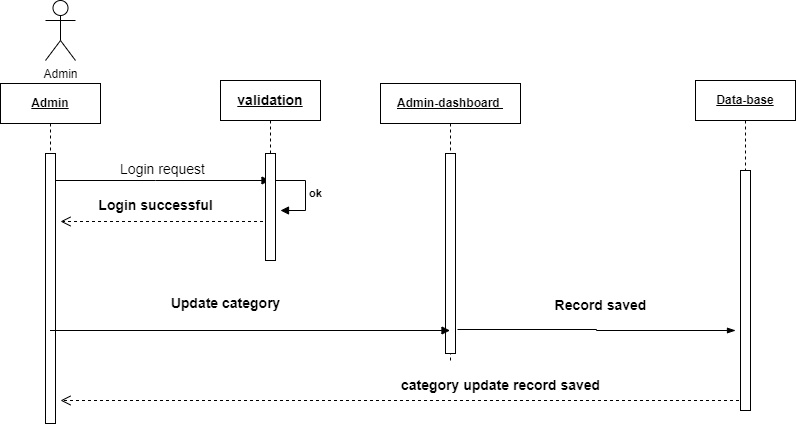 Admin
Admin
validation
Admin-dashboard
Data-base
Login request
ok
Login successful
Update category
Record saved
category update record saved